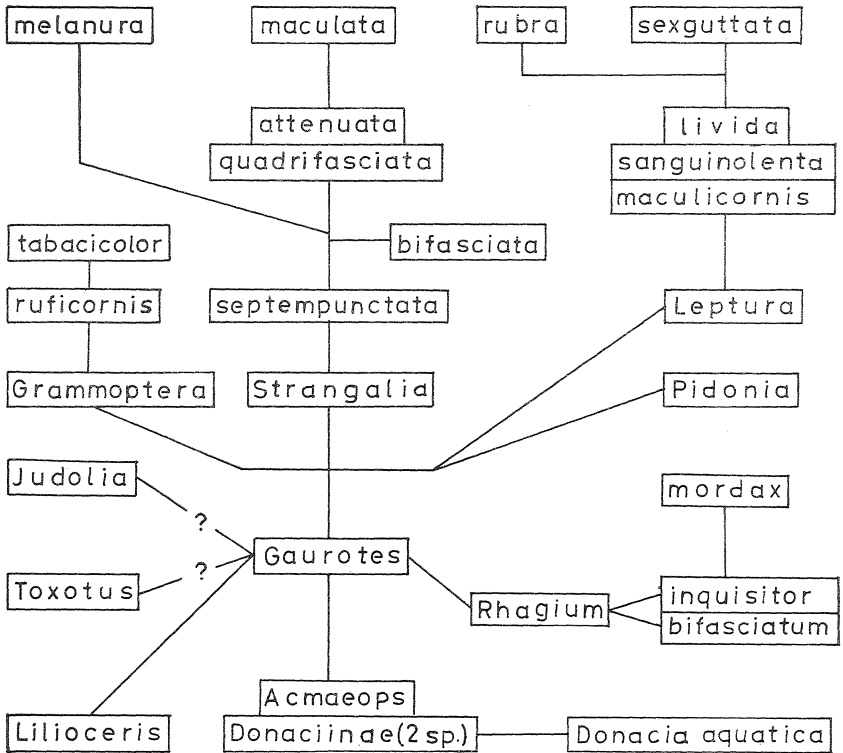 melanura
maculata
rubra
sexguttata
attenuata
livida
quadrifasciata
sanguinolenta
maculicornis
tabacicolor
bifasciata
ruficornis
septempunctata
Leptura
Grammoptera
Strangalia
Pidonia
Judolia
mordax
?
Gaurotes
?
Toxotus
Rhagium
inquisitor
bifasciatum
Acmaeops
Lilioceris
Donaciinae(2 sp.)
Donacia aquatica